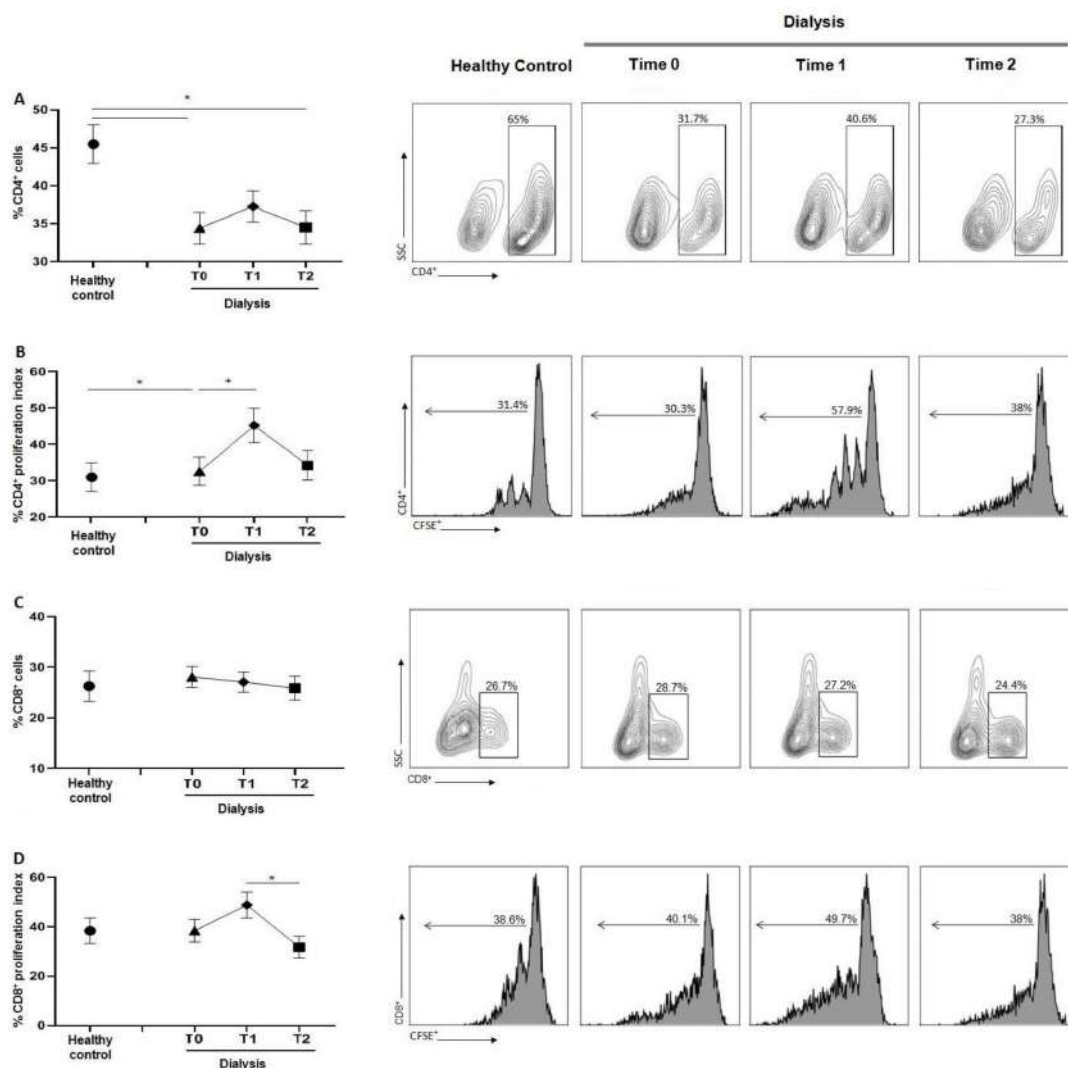 Dialysis
Healthy Control Time 0 Time 1 Time 2
A
*
50
45
40
35
30
% CD4+ cells
Healthy control
T0 T1 T2
Dialysis
65%
31.7%
40.6%
27.3%
SSC
CD4+
B
* *
60
50
40
30
20
% CD4+ proliferation index
Healthy control
T0 T1 T2
Dialysis
31.4%
30.3%
57.9%
38%
CD4+
CFSE+
C
40
30
20
10
% CD8+ cells
Healthy control
T0 T1 T2
Dialysis
26.7%
28.7%
27.2%
24.4%
SSC
CD8+
D
*
60
40
20
0
% CD8+ proliferation index
Healthy control
T0 T1 T2
Dialysis
38.6%
40.1%
49.7%
38%
CD8+
CFSE+